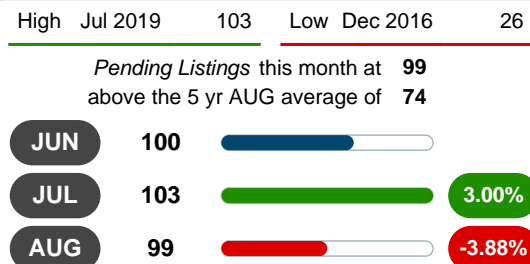 High Jul 2019 103 Low Dec 2016 26
Pending Listings this month at 99
above the 5 yr AUG average of 74
JUN 100
JUL 103 3.00%
AUG 99 -3.88%